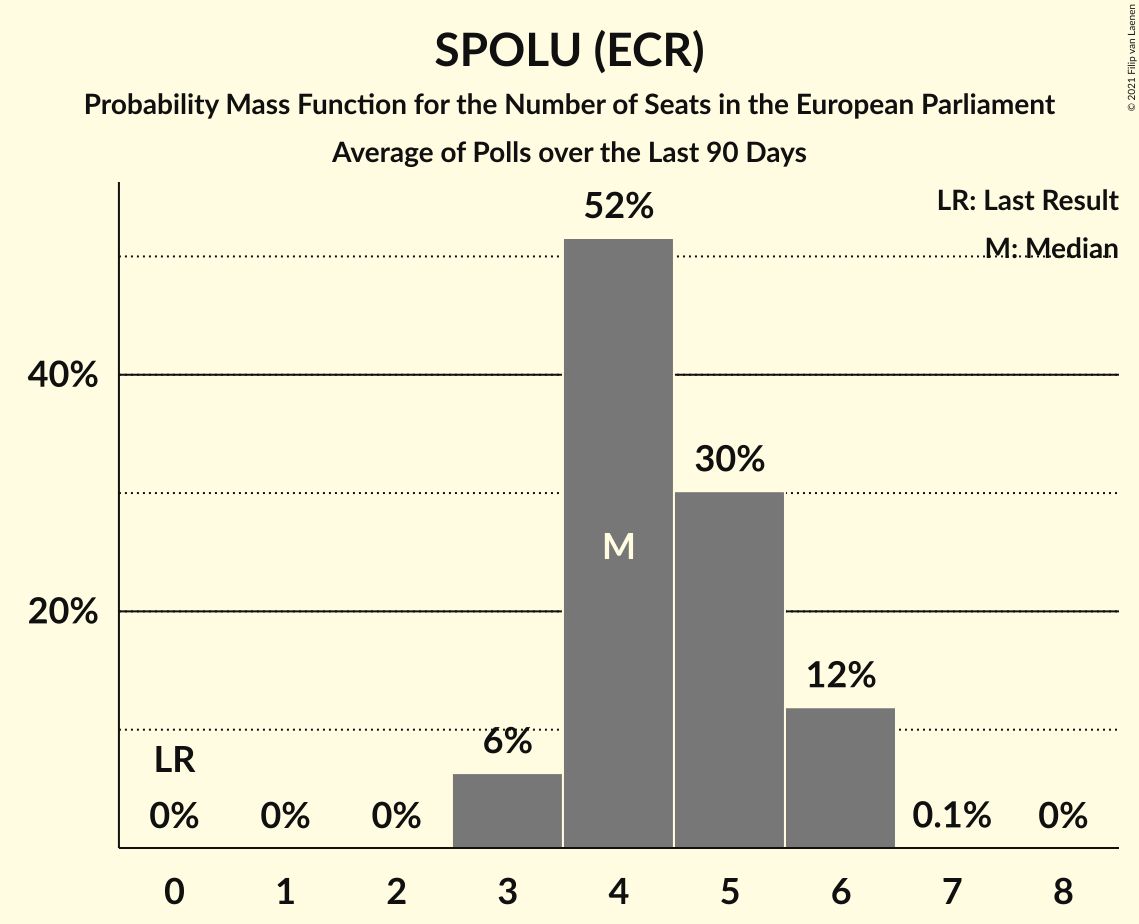 SPOLU (ECR)
Probability Mass Function for the Number of Seats in the European Parliament
Average of Polls over the Last 90 Days
© 2021 Filip van Laenen
LR: Last Result
M: Median
52%
40%
30%
M
20%
12%
6%
LR
0% 0% 0% 0.1% 0%
0 1 2 3 4 5 6 7 8